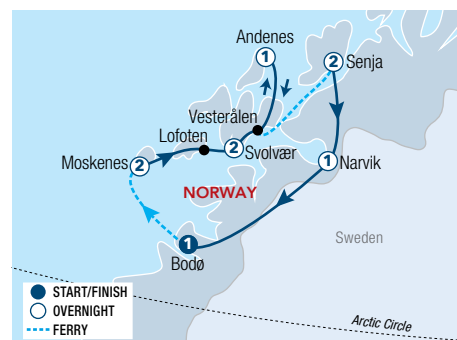 Andenes
1
2
Senja
Vesterålen
Lofoten
Moskenes
2
2
Svolvær
1
Narvik
NORWAY
1
Bodø
Sweden
START/FINISH
OVERNIGHT
FERRY
Arctic Circle